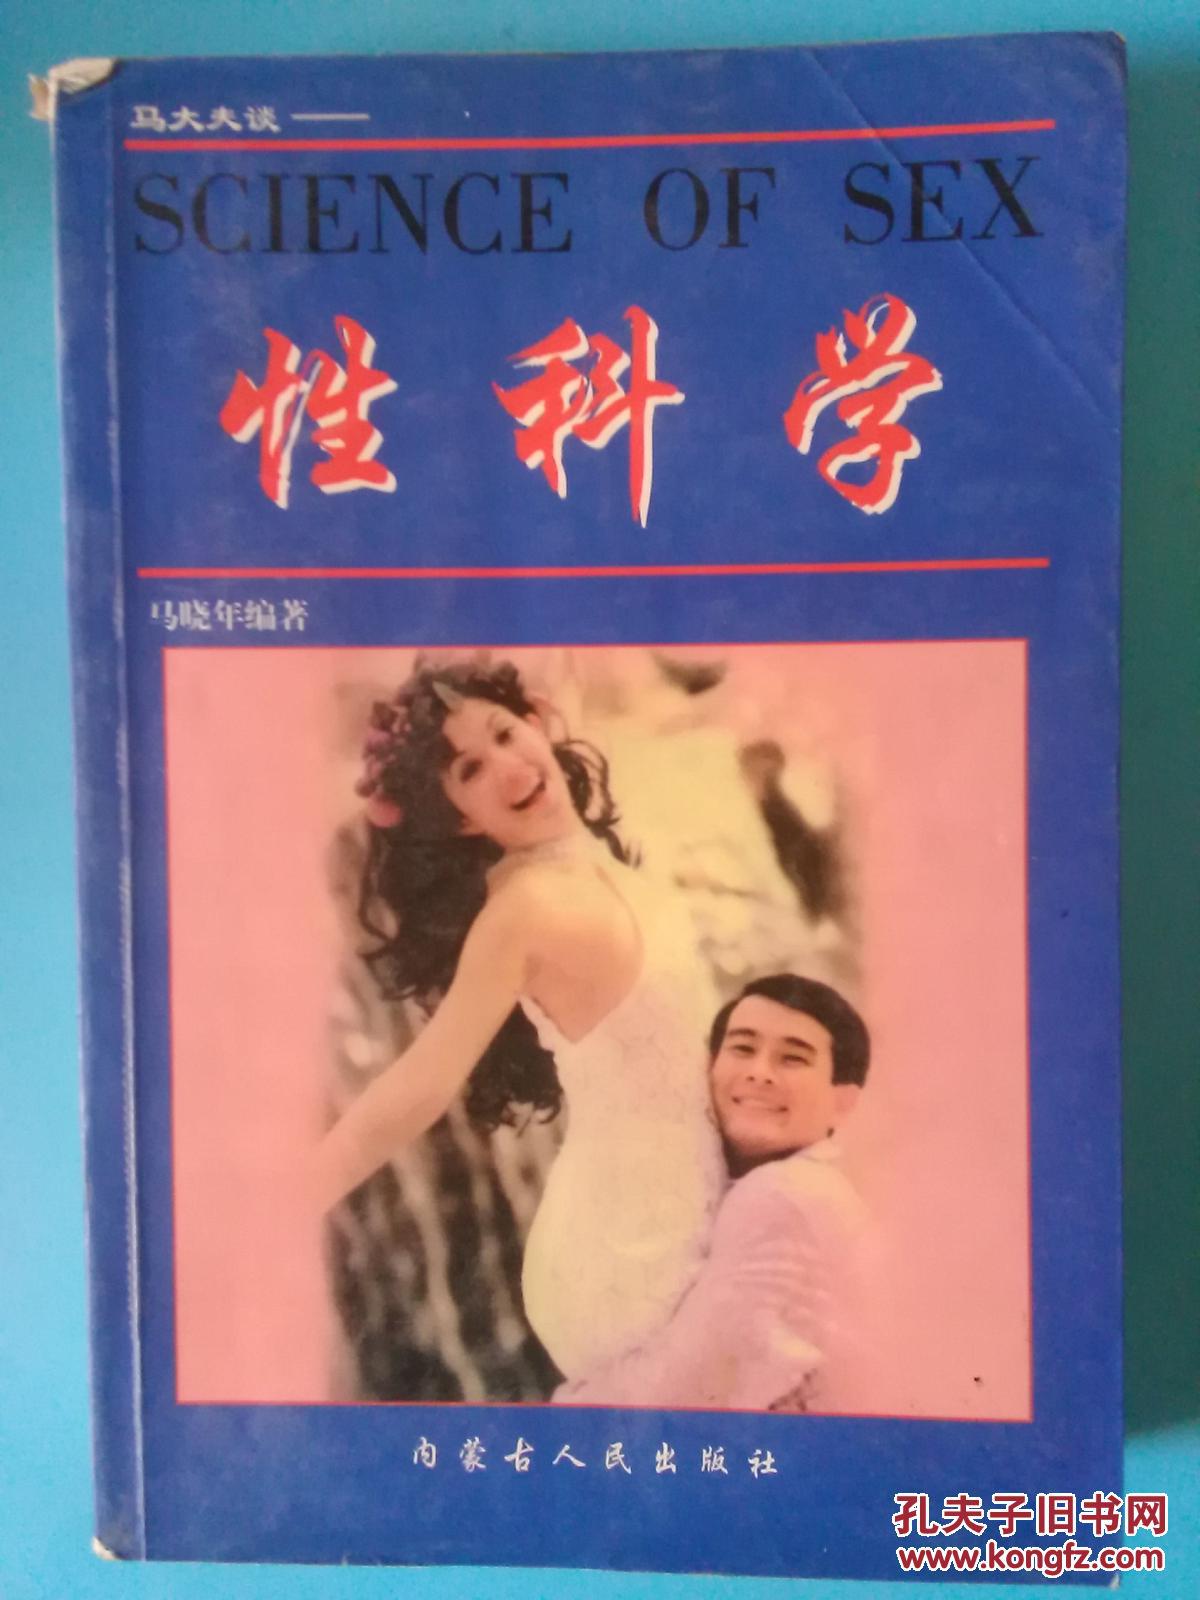 马大夫谈——
SCIENCE OF SEX
性科学
马晓年编著
内蒙古人民出版社
孔夫子旧书网
www.kongfz.com